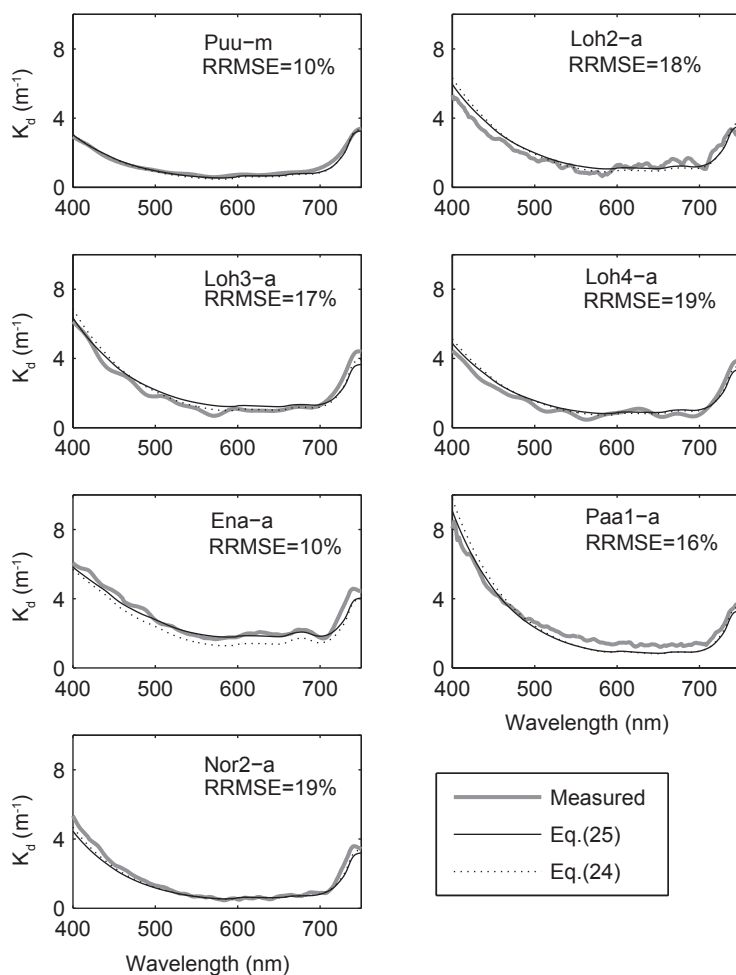 Puu−m
RRMSE=10%
K_d (m⁻¹)
8
4
0
400 500 600 700
Loh2−a
RRMSE=18%
8
4
0
400 500 600 700
Loh3−a
RRMSE=17%
K_d (m⁻¹)
8
4
0
400 500 600 700
Loh4−a
RRMSE=19%
8
4
0
400 500 600 700
Ena−a
RRMSE=10%
K_d (m⁻¹)
8
4
0
400 500 600 700
Paa1−a
RRMSE=16%
8
4
0
400 500 600 700
Wavelength (nm)
Nor2−a
RRMSE=19%
K_d (m⁻¹)
8
4
0
400 500 600 700
Wavelength (nm)
Measured
Eq.(25)
Eq.(24)